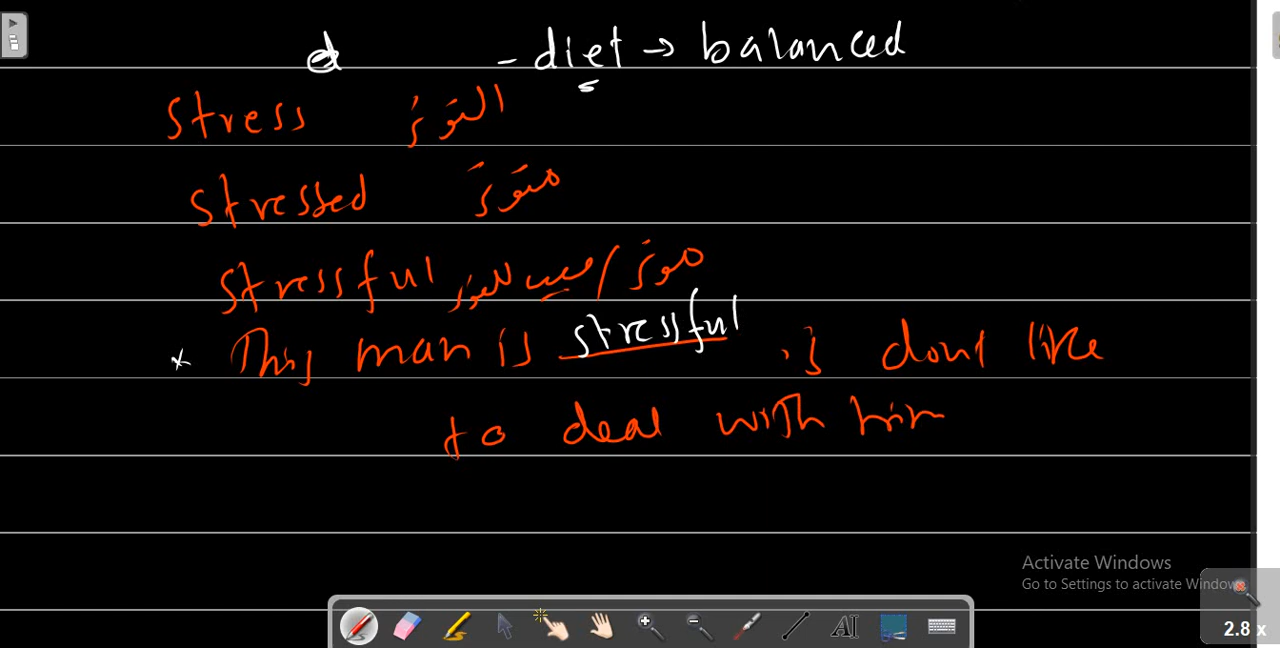 d - diet → balanced
stress التوتر
stressed متوتر
stressful موتر / مسبب للتوتر
* This man is stressful . I dont like
to deal with him
Activate Windows
Go to Settings to activate Windows
2.8 x